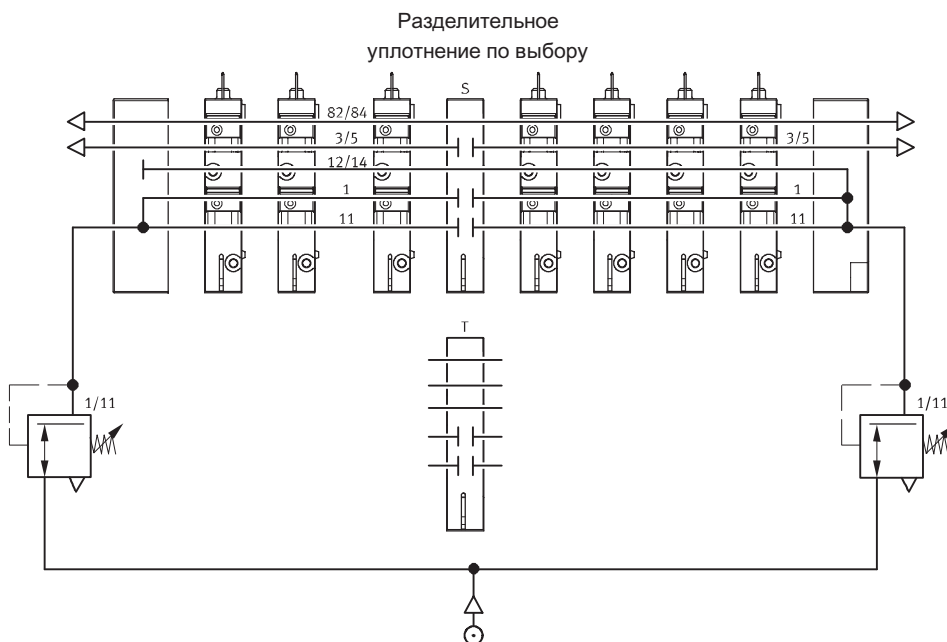 Разделительное
уплотнение по выбору
S
82/84
3/5 3/5
12/14
1 1
11 11
T
1/11 1/11